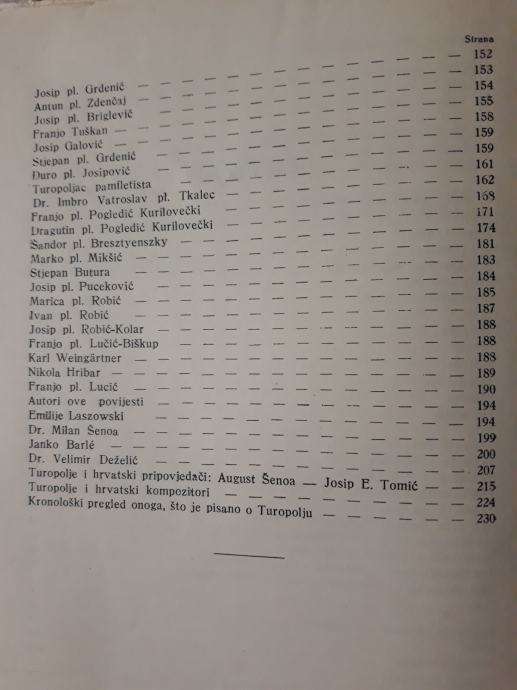 Strana
Josip pl. Grdenić — — — — — — — — — — — 152
Antun pl. Zdenčaj — — — — — — — — — — — 153
Josip pl. Briglević — — — — — — — — — — — 154
Franjo Tuškan — — — — — — — — — — — — 155
Josip Galović — — — — — — — — — — — — 158
Stjepan pl. Grdenić — — — — — — — — — — — 159
Đuro pl. Josipović — — — — — — — — — — — 159
Turopoljac pamfletista — — — — — — — — — — 161
Dr. Imbro Vatroslav pl. Tkalec — — — — — — — — 162
Franjo pl. Pogledić Kurilovečki — — — — — — — — 168
Dragutin pl. Pogledić Kurilovečki — — — — — — — — 171
Šandor pl. Bresztyenszky — — — — — — — — — 174
Marko pl. Mikšić — — — — — — — — — — — 181
Stjepan Butura — — — — — — — — — — — 183
Josip pl. Puceković — — — — — — — — — — — 184
Marica pl. Robić — — — — — — — — — — — 185
Ivan pl. Robić — — — — — — — — — — — 187
Josip pl. Robić-Kolar — — — — — — — — — — 188
Franjo pl. Lučić-Biškup — — — — — — — — — — 188
Karl Weingärtner — — — — — — — — — — — 188
Nikola Hribar — — — — — — — — — — — — 189
Franjo pl. Lucić — — — — — — — — — — — 190
Autori ove povijesti — — — — — — — — — — 194
Emilije Laszowski — — — — — — — — — — — 194
Dr. Milan Šenoa — — — — — — — — — — — 199
Janko Barlé — — — — — — — — — — — — 200
Dr. Velimir Deželić — — — — — — — — — — 207
Turopolje i hrvatski pripovjedači: August Šenoa — Josip E. Tomić — — 215
Turopolje i hrvatski kompozitori — — — — — — — — 224
Kronološki pregled onoga, što je pisano o Turopolju — — — — — 230